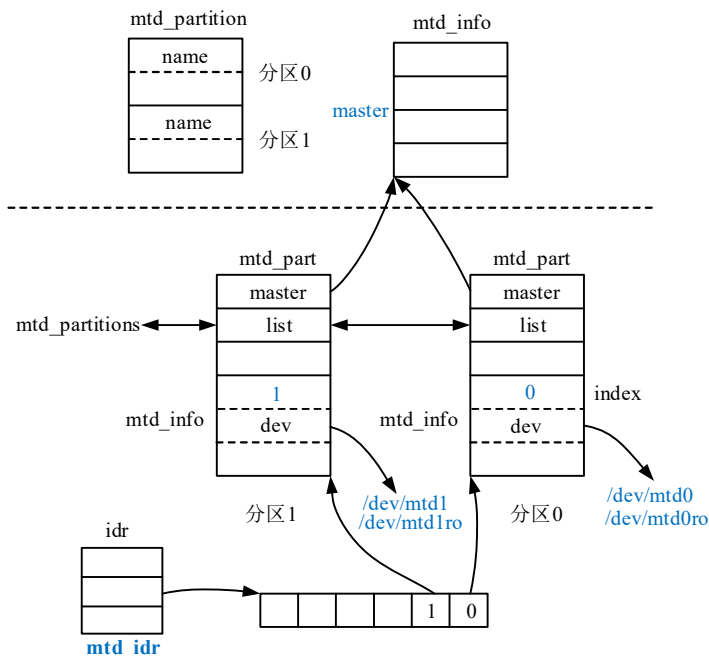 mtd_partition
mtd_info
name
分区0
master
name
分区1
mtd_part
mtd_part
master
master
mtd_partitions
list
list
1
0
index
mtd_info
dev
mtd_info
dev
/dev/mtd1
/dev/mtd1ro
/dev/mtd0
/dev/mtd0ro
分区1
分区0
idr
1
0
mtd_idr